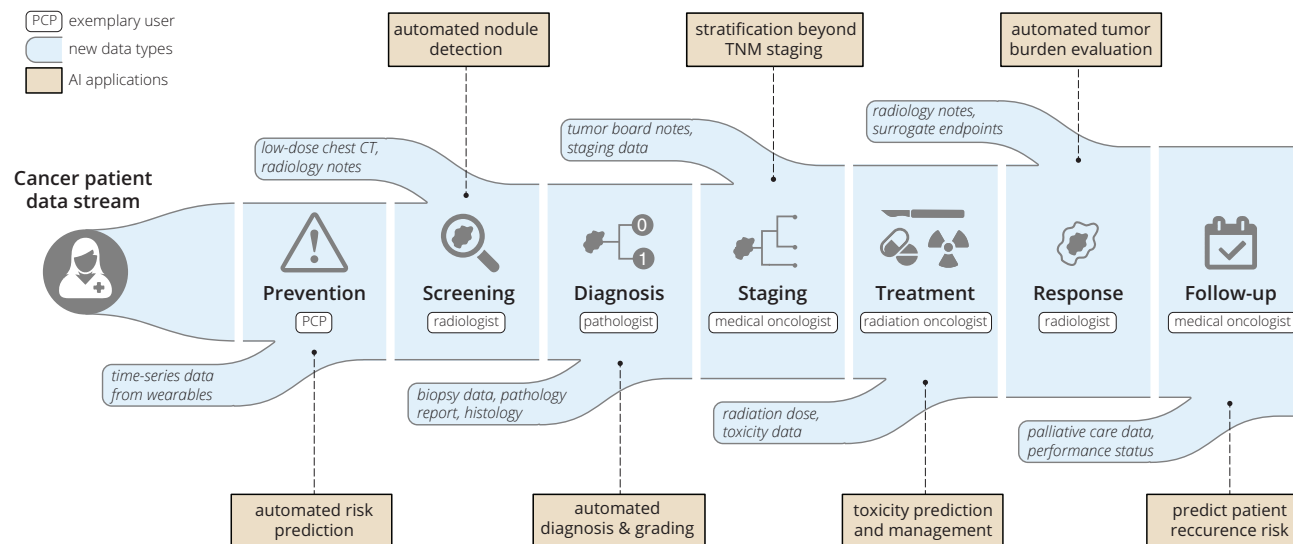 PCP exemplary user
new data types
AI applications
automated nodule
detection
stratification beyond
TNM staging
automated tumor
burden evaluation
low-dose chest CT,
radiology notes
tumor board notes,
staging data
radiology notes,
surrogate endpoints
Cancer patient
data stream
0
1
Prevention
PCP
Screening
radiologist
Diagnosis
pathologist
Staging
medical oncologist
Treatment
radiation oncologist
Response
radiologist
Follow-up
medical oncologist
time-series data
from wearables
biopsy data, pathology
report, histology
radiation dose,
toxicity data
palliative care data,
performance status
automated risk
prediction
automated
diagnosis & grading
toxicity prediction
and management
predict patient
reccurence risk